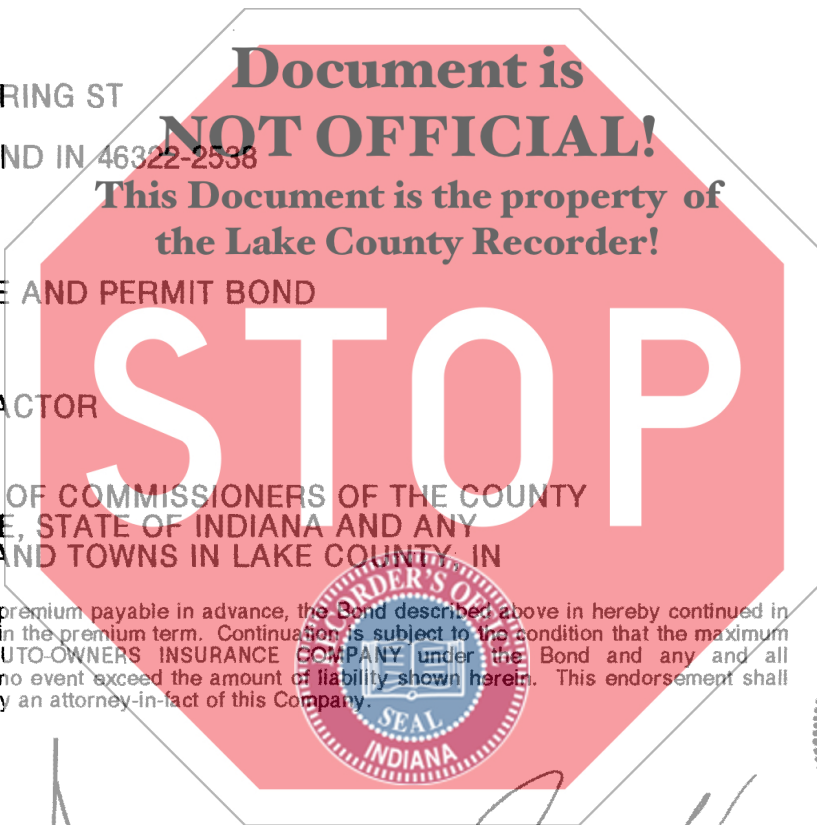 Document is
RING ST
NOT OFFICIAL!
ND IN 46322-2538
This Document is the property of
the Lake County Recorder!
E AND PERMIT BOND
STOP
ACTOR
OF COMMISSIONERS OF THE COUNTY
E, STATE OF INDIANA AND ANY
AND TOWNS IN LAKE COUNTY, IN
premium payable in advance, the Bond described above in hereby continued in
in the premium term. Continuation is subject to the condition that the maximum
UTO-OWNERS INSURANCE COMPANY under the Bond and any and all
no event exceed the amount of liability shown herein. This endorsement shall
y an attorney-in-fact of this Company.
RECORDER'S OFFICE
SEAL
INDIANA